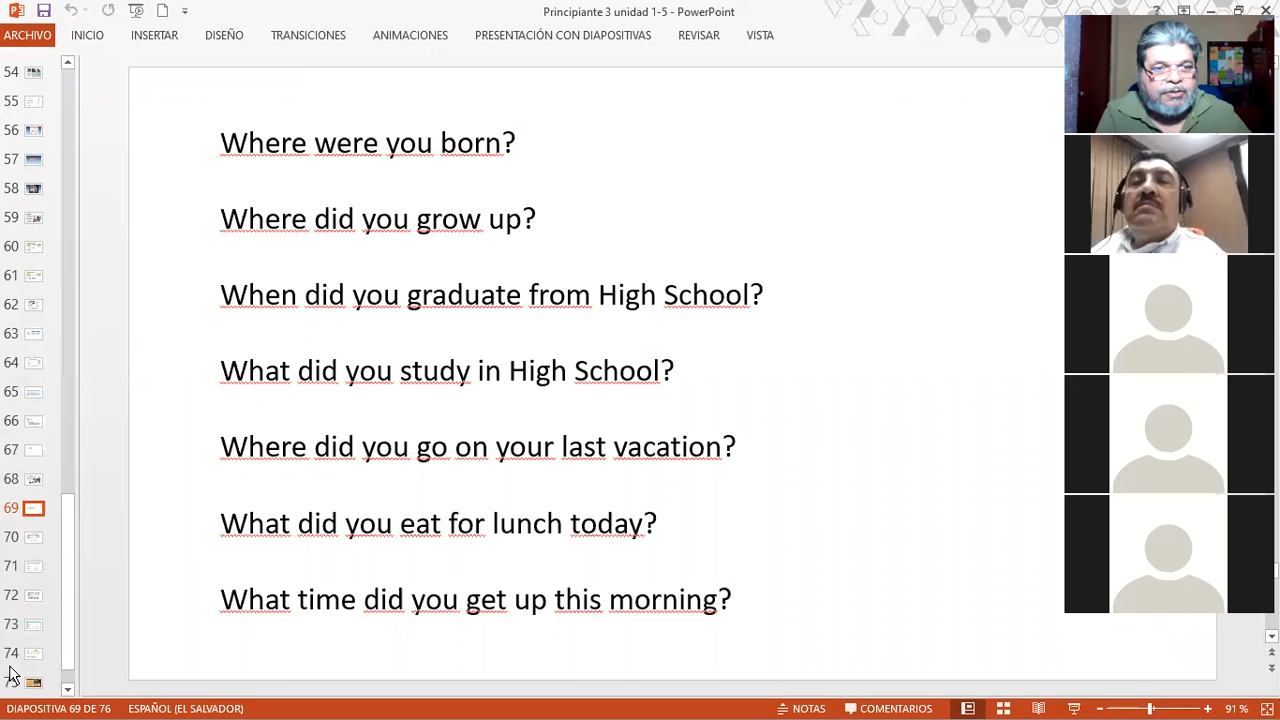 Principiante 3 unidad 1-5 - PowerPoint
?
ARCHIVO INICIO INSERTAR DISEÑO TRANSICIONES ANIMACIONES PRESENTACIÓN CON DIAPOSITIVAS REVISAR VISTA
54
55
56
57
58
59
60
61
62
63
64
65
66
67
68
69
70
71
72
73
74
Where were you born?
Where did you grow up?
When did you graduate from High School?
What did you study in High School?
Where did you go on your last vacation?
What did you eat for lunch today?
What time did you get up this morning?
DIAPOSITIVA 69 DE 76 ESPAÑOL (EL SALVADOR) NOTAS COMENTARIOS 91 %